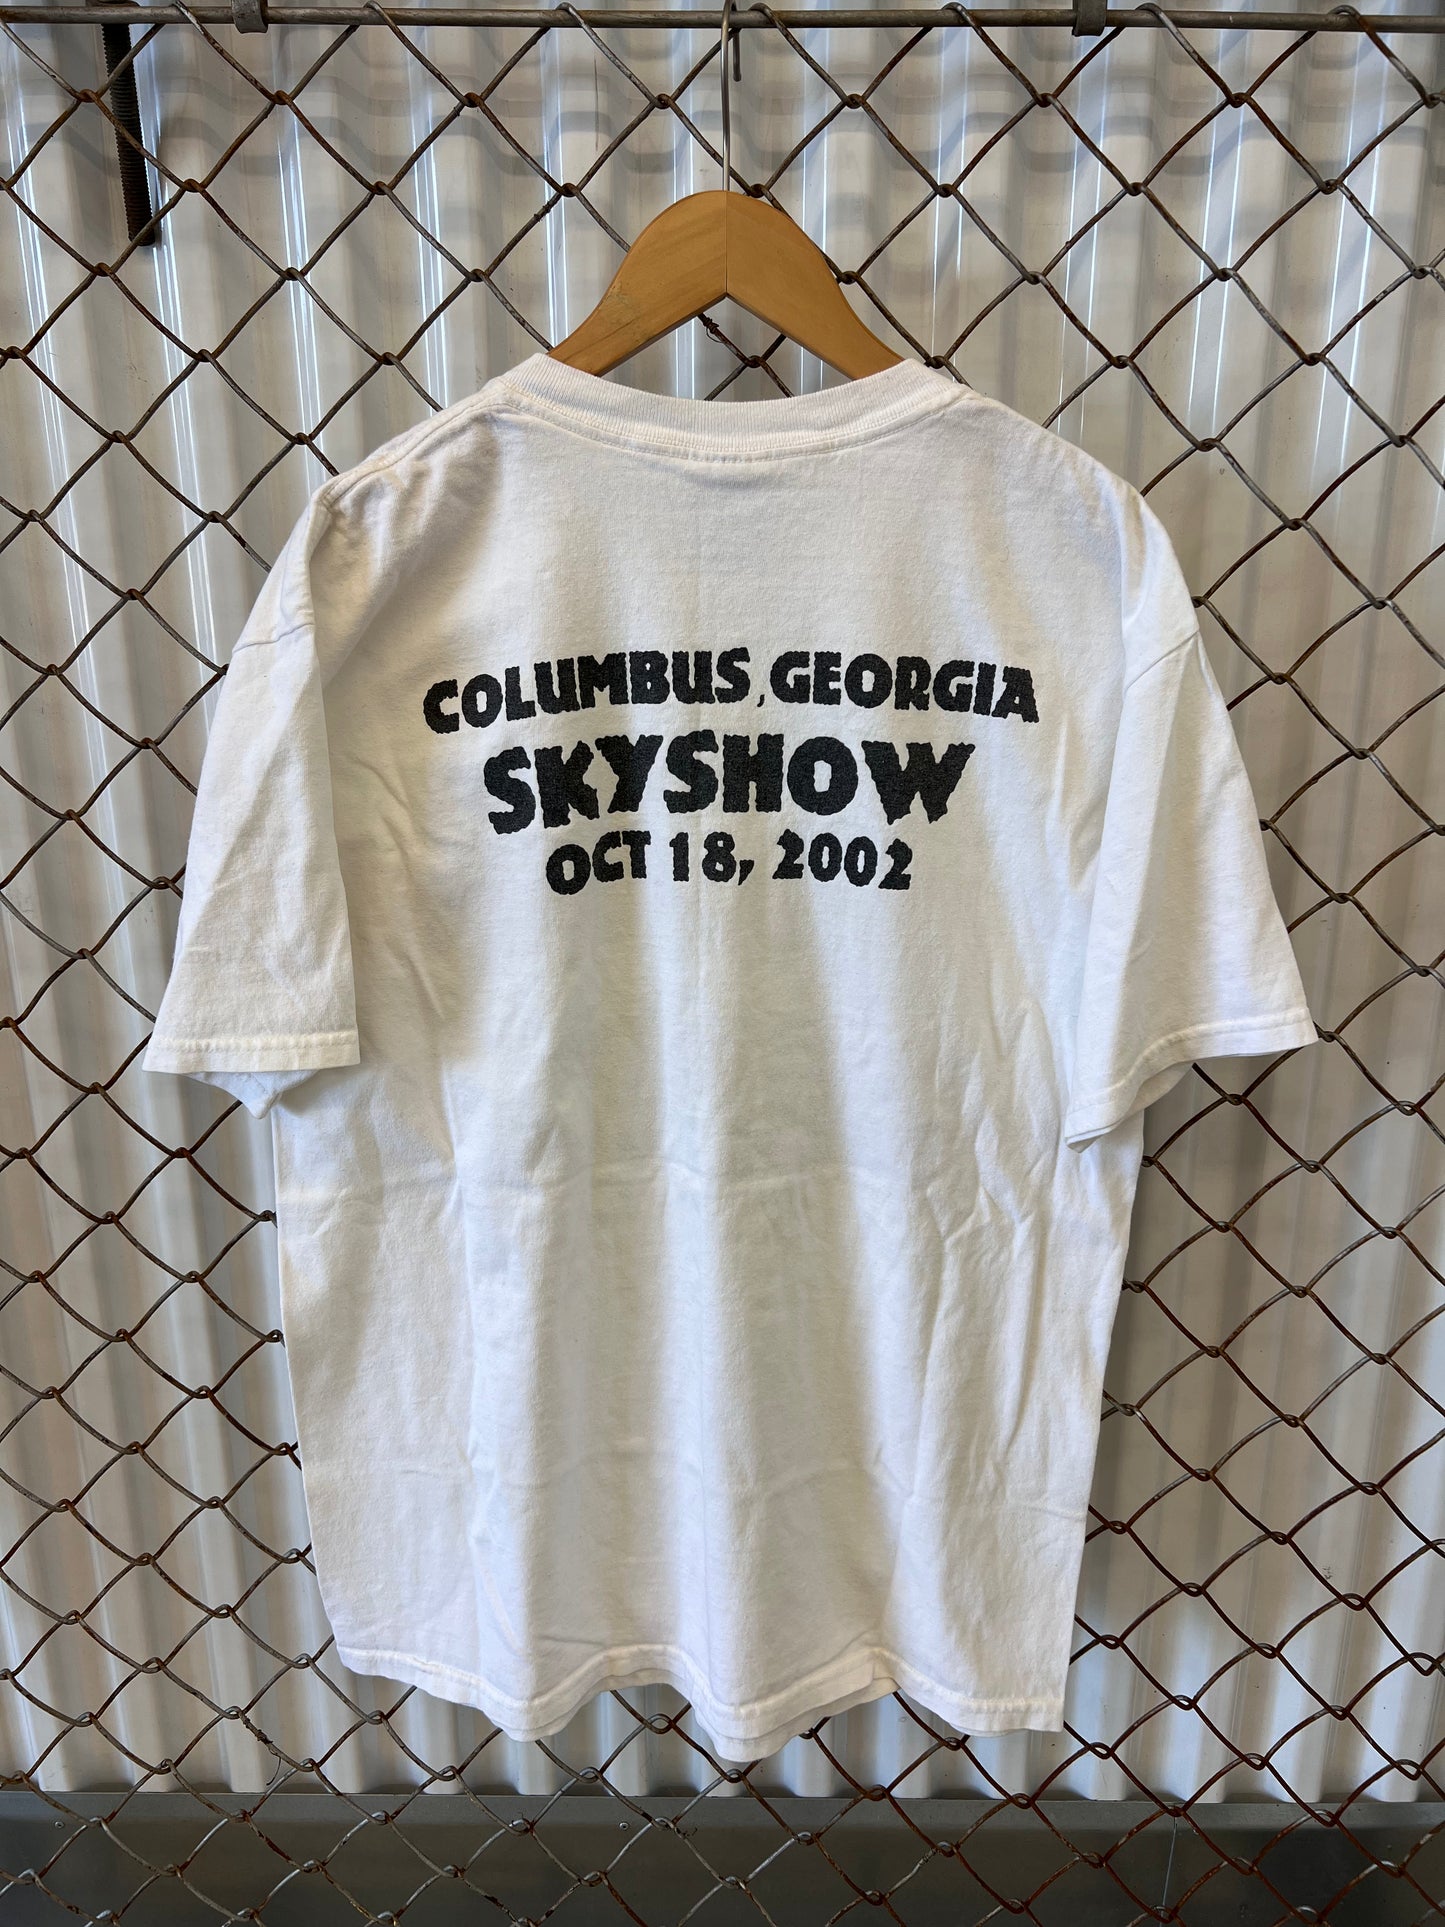 COLUMBUS, GEORGIA
SKYSHOW
OCT 18, 2002